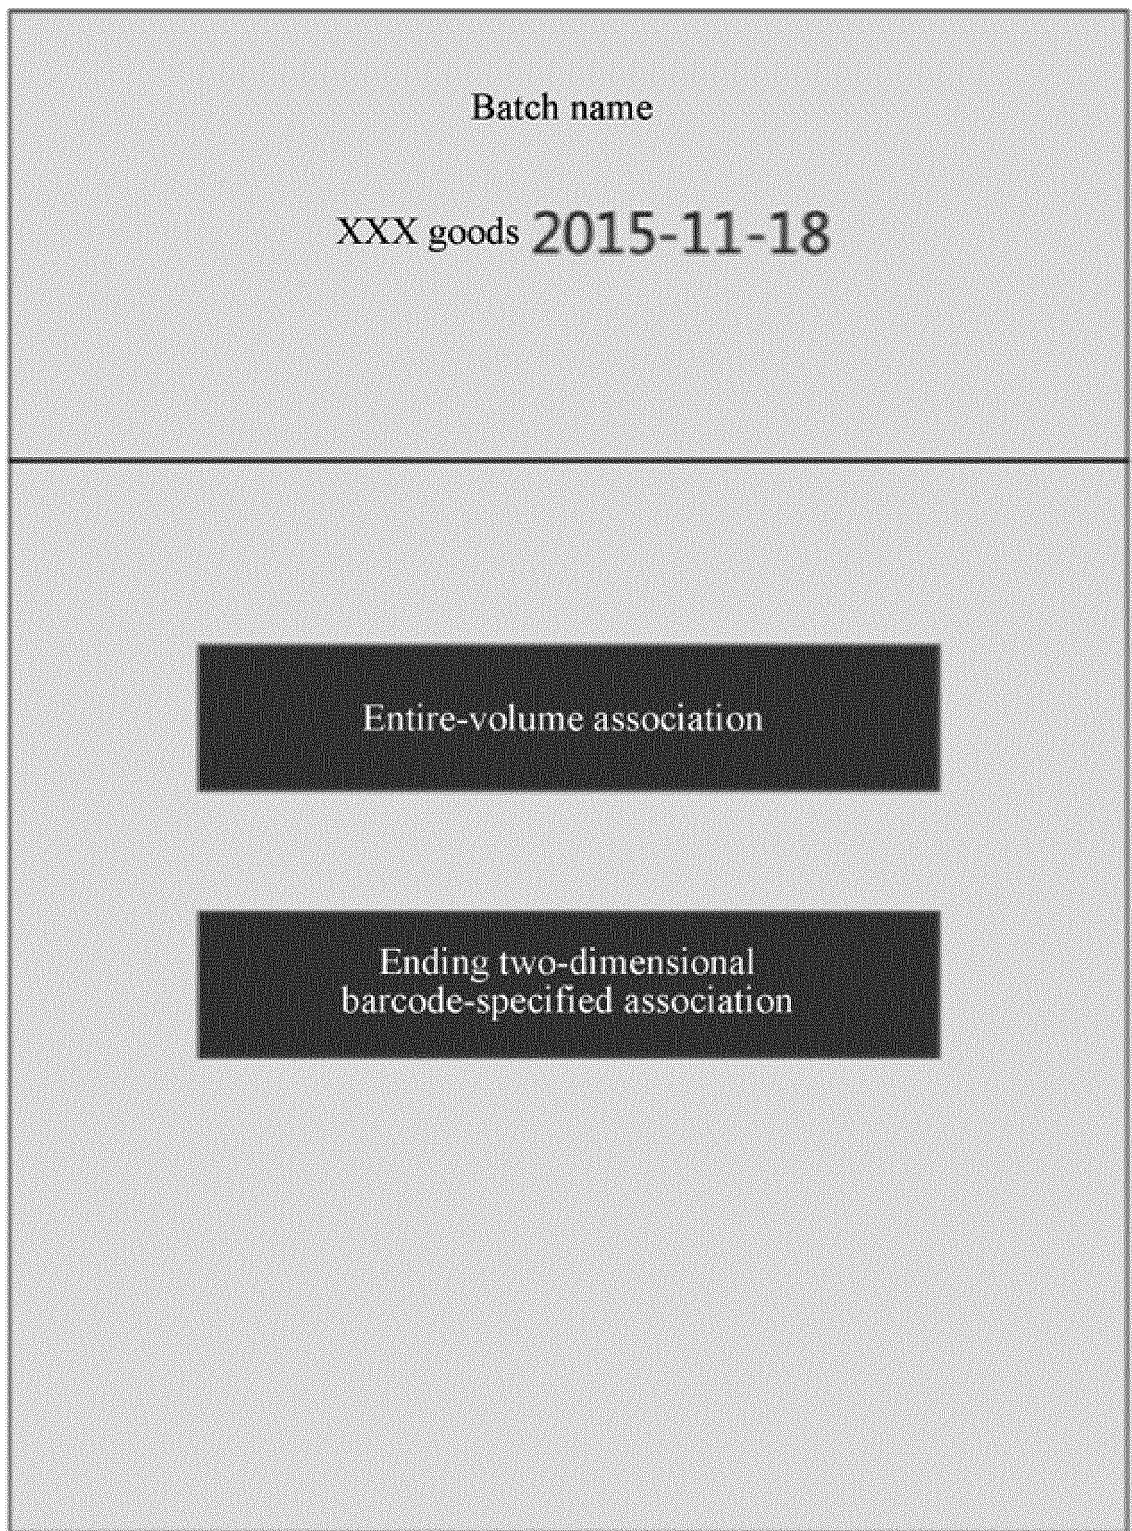 Batch name
XXX goods 2015-11-18
Entire-volume association
Ending two-dimensional
barcode-specified association